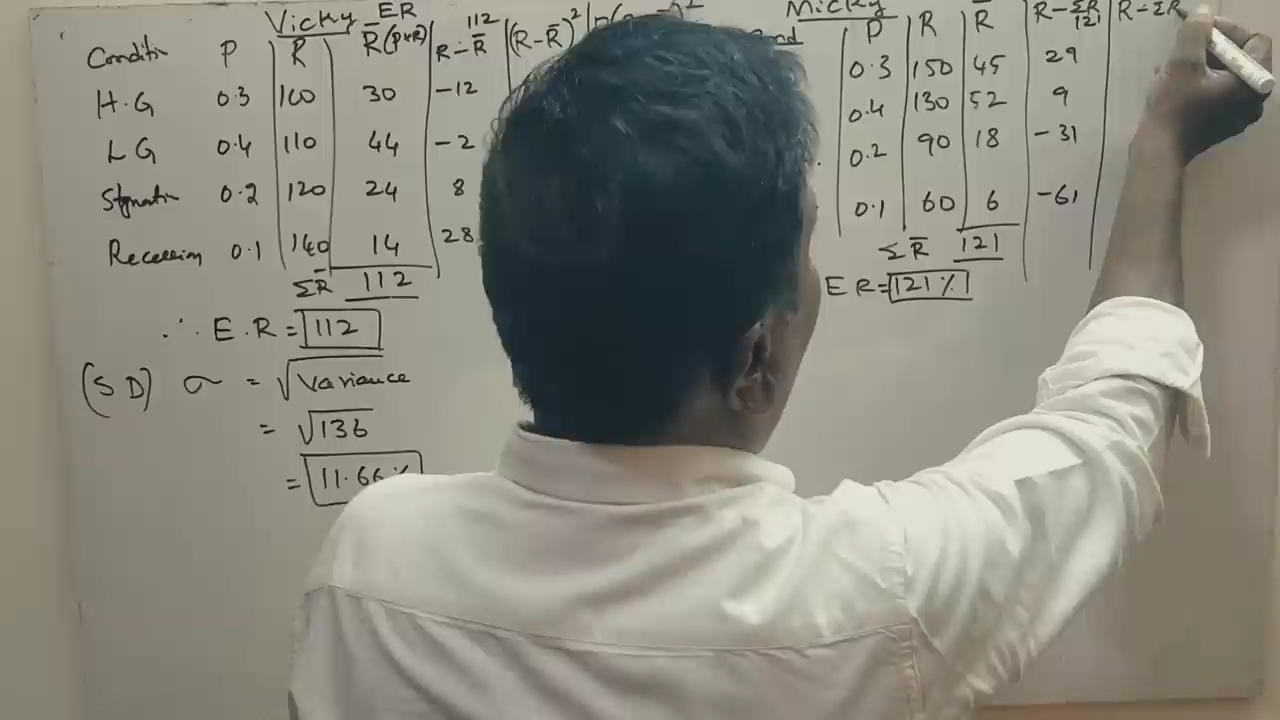 Vicky ER
Conditin P R R̅(P×R) R - R̅ 112 (R-R̅)²
H.G 0.3 100 30 -12
L G 0.4 110 44 -2
Stgnatin 0.2 120 24 8
Recession 0.1 140 14 28
ΣR̅ 112
∴ E.R = 112
(SD) σ = √Variance
= √136
= 11.66%
Micky
P R R̅ R-ΣR̅ 121 R-ΣR
0.3 150 45 29
0.4 130 52 9
0.2 90 18 -31
0.1 60 6 -61
ΣR̅ 121
E R = 121%